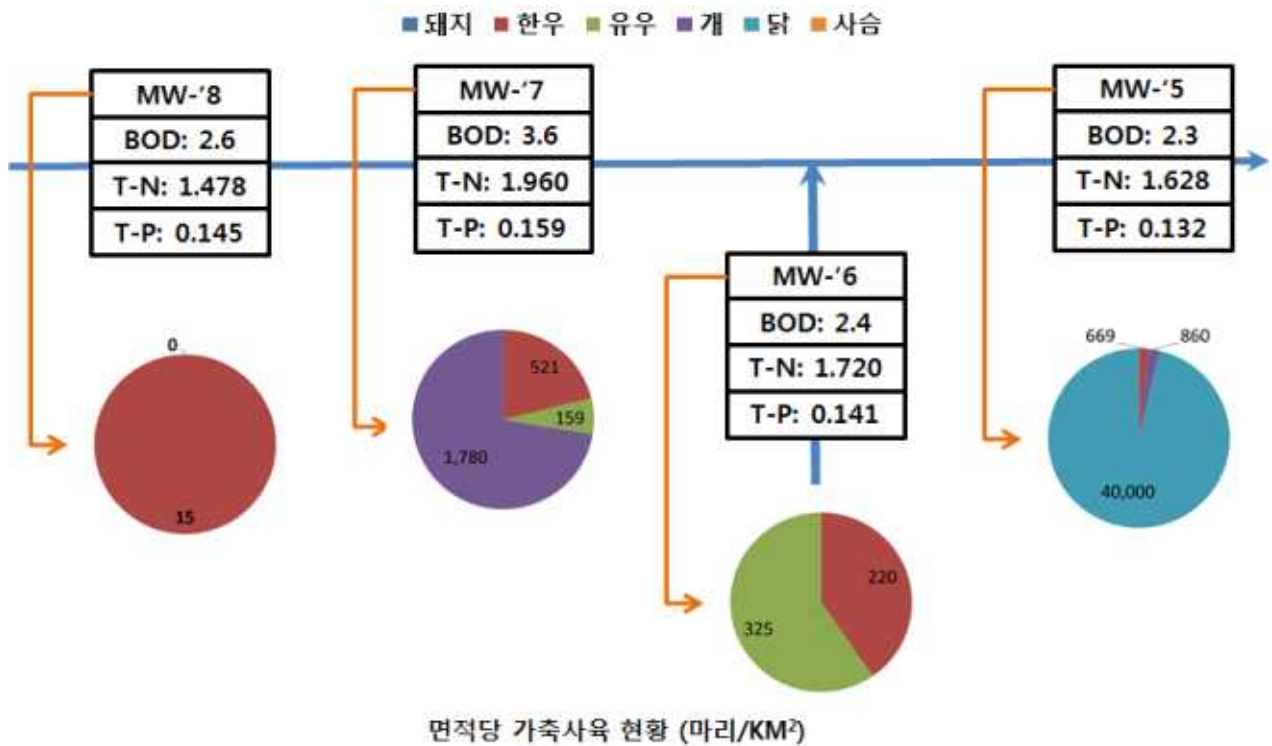 돼지 한우 유우 개 닭 사슴
MW-‘8
BOD: 2.6
T-N: 1.478
T-P: 0.145
MW-‘7
BOD: 3.6
T-N: 1.960
T-P: 0.159
MW-‘5
BOD: 2.3
T-N: 1.628
T-P: 0.132
MW-‘6
BOD: 2.4
T-N: 1.720
T-P: 0.141
0
15
521
159
1,780
220
325
669 860
40,000
면적당 가축사육 현황 (마리/KM²)